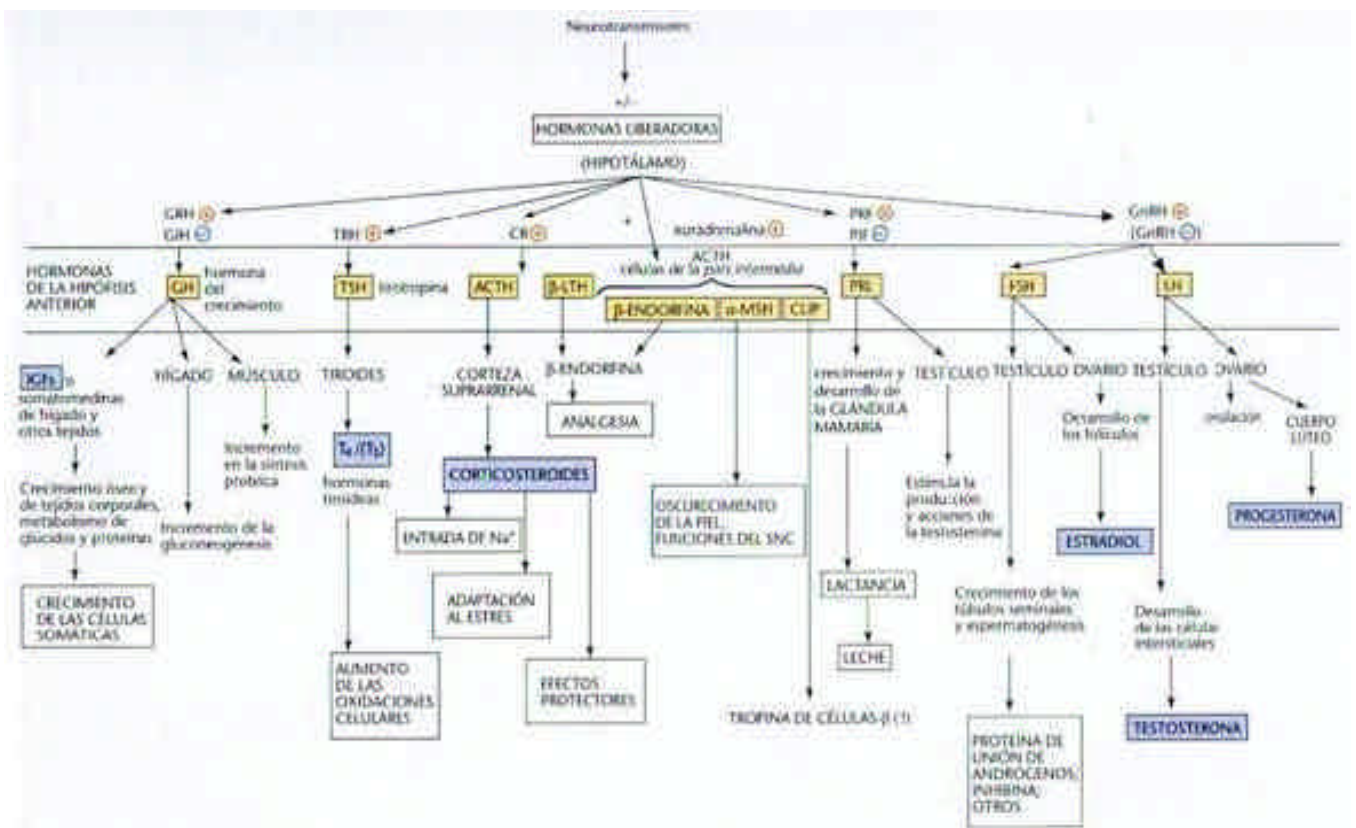 Neurotransmisores
+/-
HORMONAS LIBERADORAS
(HIPOTÁLAMO)
GRH +
GIH −
TRH +
CR +
+
+
PRF +
PIF −
GnRH +
(GnRIH −)
HORMONAS
DE LA HIPÓFISIS
ANTERIOR
GH
hormona
del
crecimiento
TSH
ACTH
β-LTH
ACTH
células de la pars intermedia
β-ENDORFINA
α-MSH
CLIP
PRL
FSH
LH
IGFs o
somatomedinas
de hígado y
otros tejidos
HÍGADO
MÚSCULO
TIROIDES
CORTEZA
SUPRARRENAL
β-ENDORFINA
crecimiento y
desarrollo de
la GLÁNDULA
MAMARIA
TESTÍCULO
TESTÍCULO
OVARIO
TESTÍCULO
OVARIO
ANALGESIA
Desarrollo de
los folículos
ovulación
CUERPO
LUTEO
Incremento
en la síntesis
proteica
T4/(T3)
hormonas
tiroideas
CORTICOSTEROIDES
Crecimiento óseo y
de tejidos corporales,
metabolismo de
glúcidos y proteínas
Incremento de la
gluconeogénesis
ENTRADA DE Na+
OSCURECIMIENTO
DE LA PIEL,
FUNCIONES DEL SNC
Estimula la
producción
y acciones de
la testosterona
ESTRADIOL
PROGESTERONA
CRECIMIENTO
DE LAS CÉLULAS
SOMÁTICAS
ADAPTACIÓN
AL ESTRES
LACTANCIA
LECHE
Crecimiento de los
túbulos seminales
y espermatogénesis
Desarrollo
de las células
intersticiales
AUMENTO
DE LAS
OXIDACIONES
CELULARES
EFECTOS
PROTECTORES
TROFINA DE CÉLULAS-β (?)
PROTEÍNA DE
UNIÓN DE
ANDROGENOS;
INHIBINA;
OTROS
TESTOSTERONA